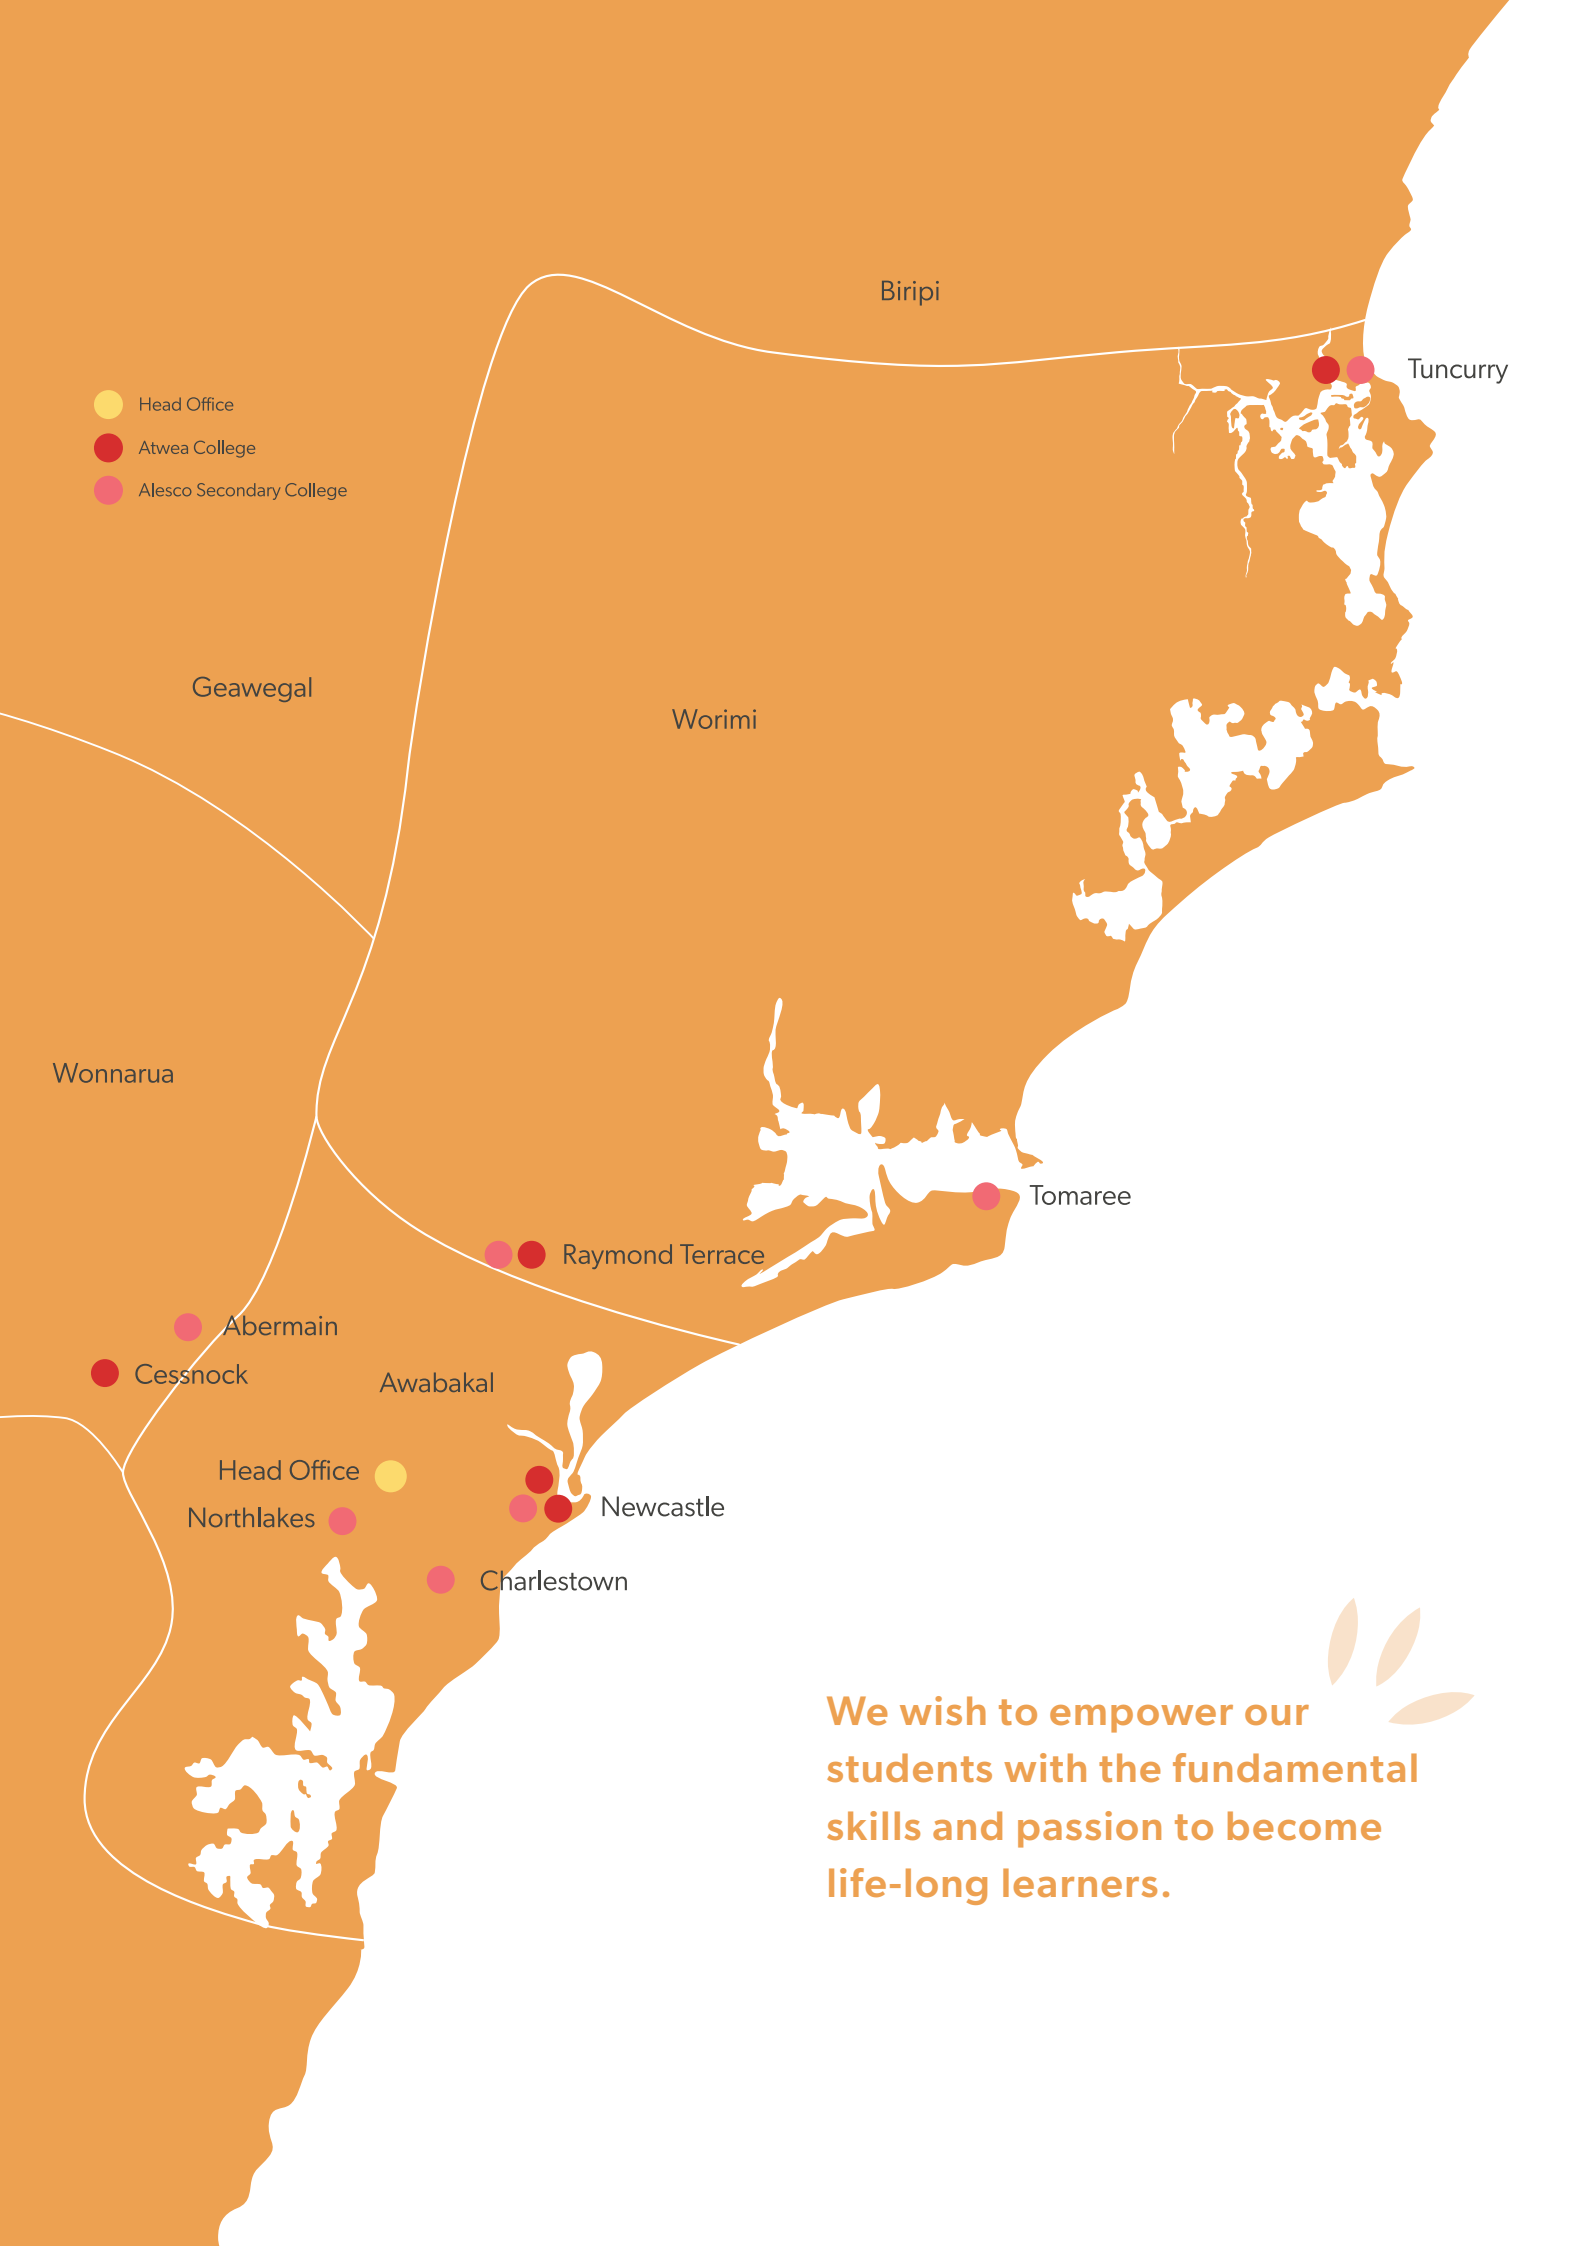 Biripi
Tuncurry
Head Office
Atwea College
Alesco Secondary College
Geawegal
Worimi
Wonnarua
Tomaree
Raymond Terrace
Abermain
Cessnock
Awabakal
Head Office
Newcastle
Northlakes
Charlestown
We wish to empower our
students with the fundamental
skills and passion to become
life-long learners.